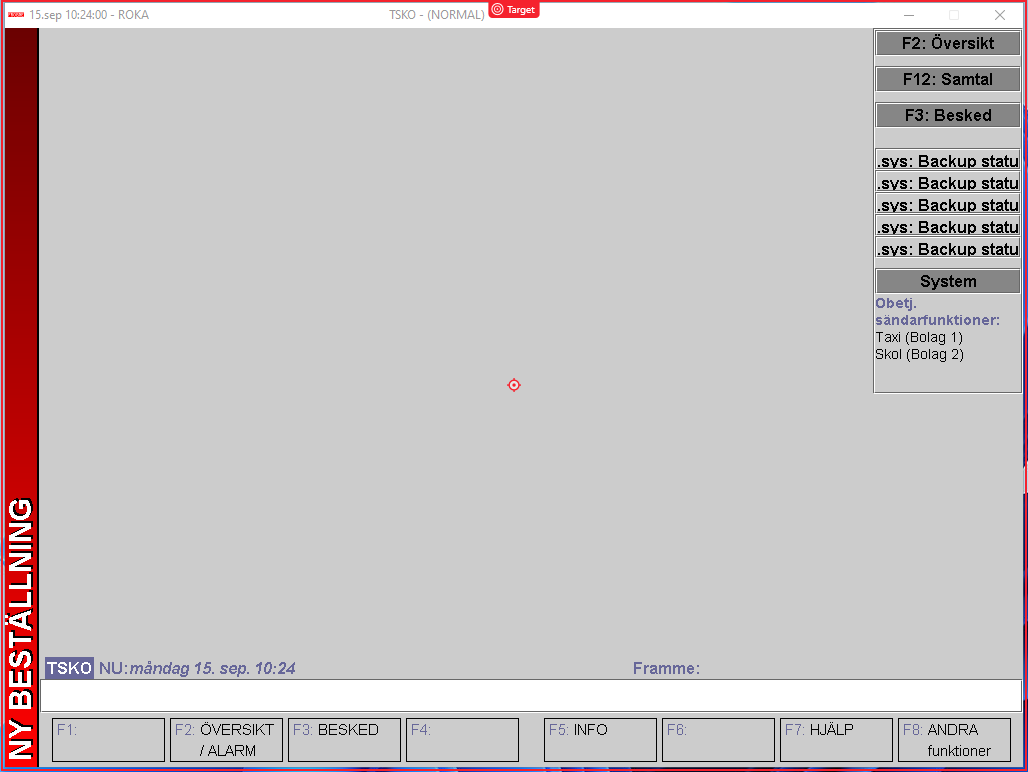 15.sep 10:24:00 - ROKA
TSKO - (NORMAL)
Target
F2: Översikt
F12: Samtal
F3: Besked
.sys: Backup statu
.sys: Backup statu
.sys: Backup statu
.sys: Backup statu
.sys: Backup statu
System
Obetj.
sändarfunktioner:
Taxi (Bolag 1)
Skol (Bolag 2)
NY BESTÄLLNING
TSKO NU: måndag 15. sep. 10:24
Framme:
F1:
F2: ÖVERSIKT
/ ALARM
F3: BESKED
F4:
F5: INFO
F6:
F7: HJÄLP
F8: ANDRA
funktioner